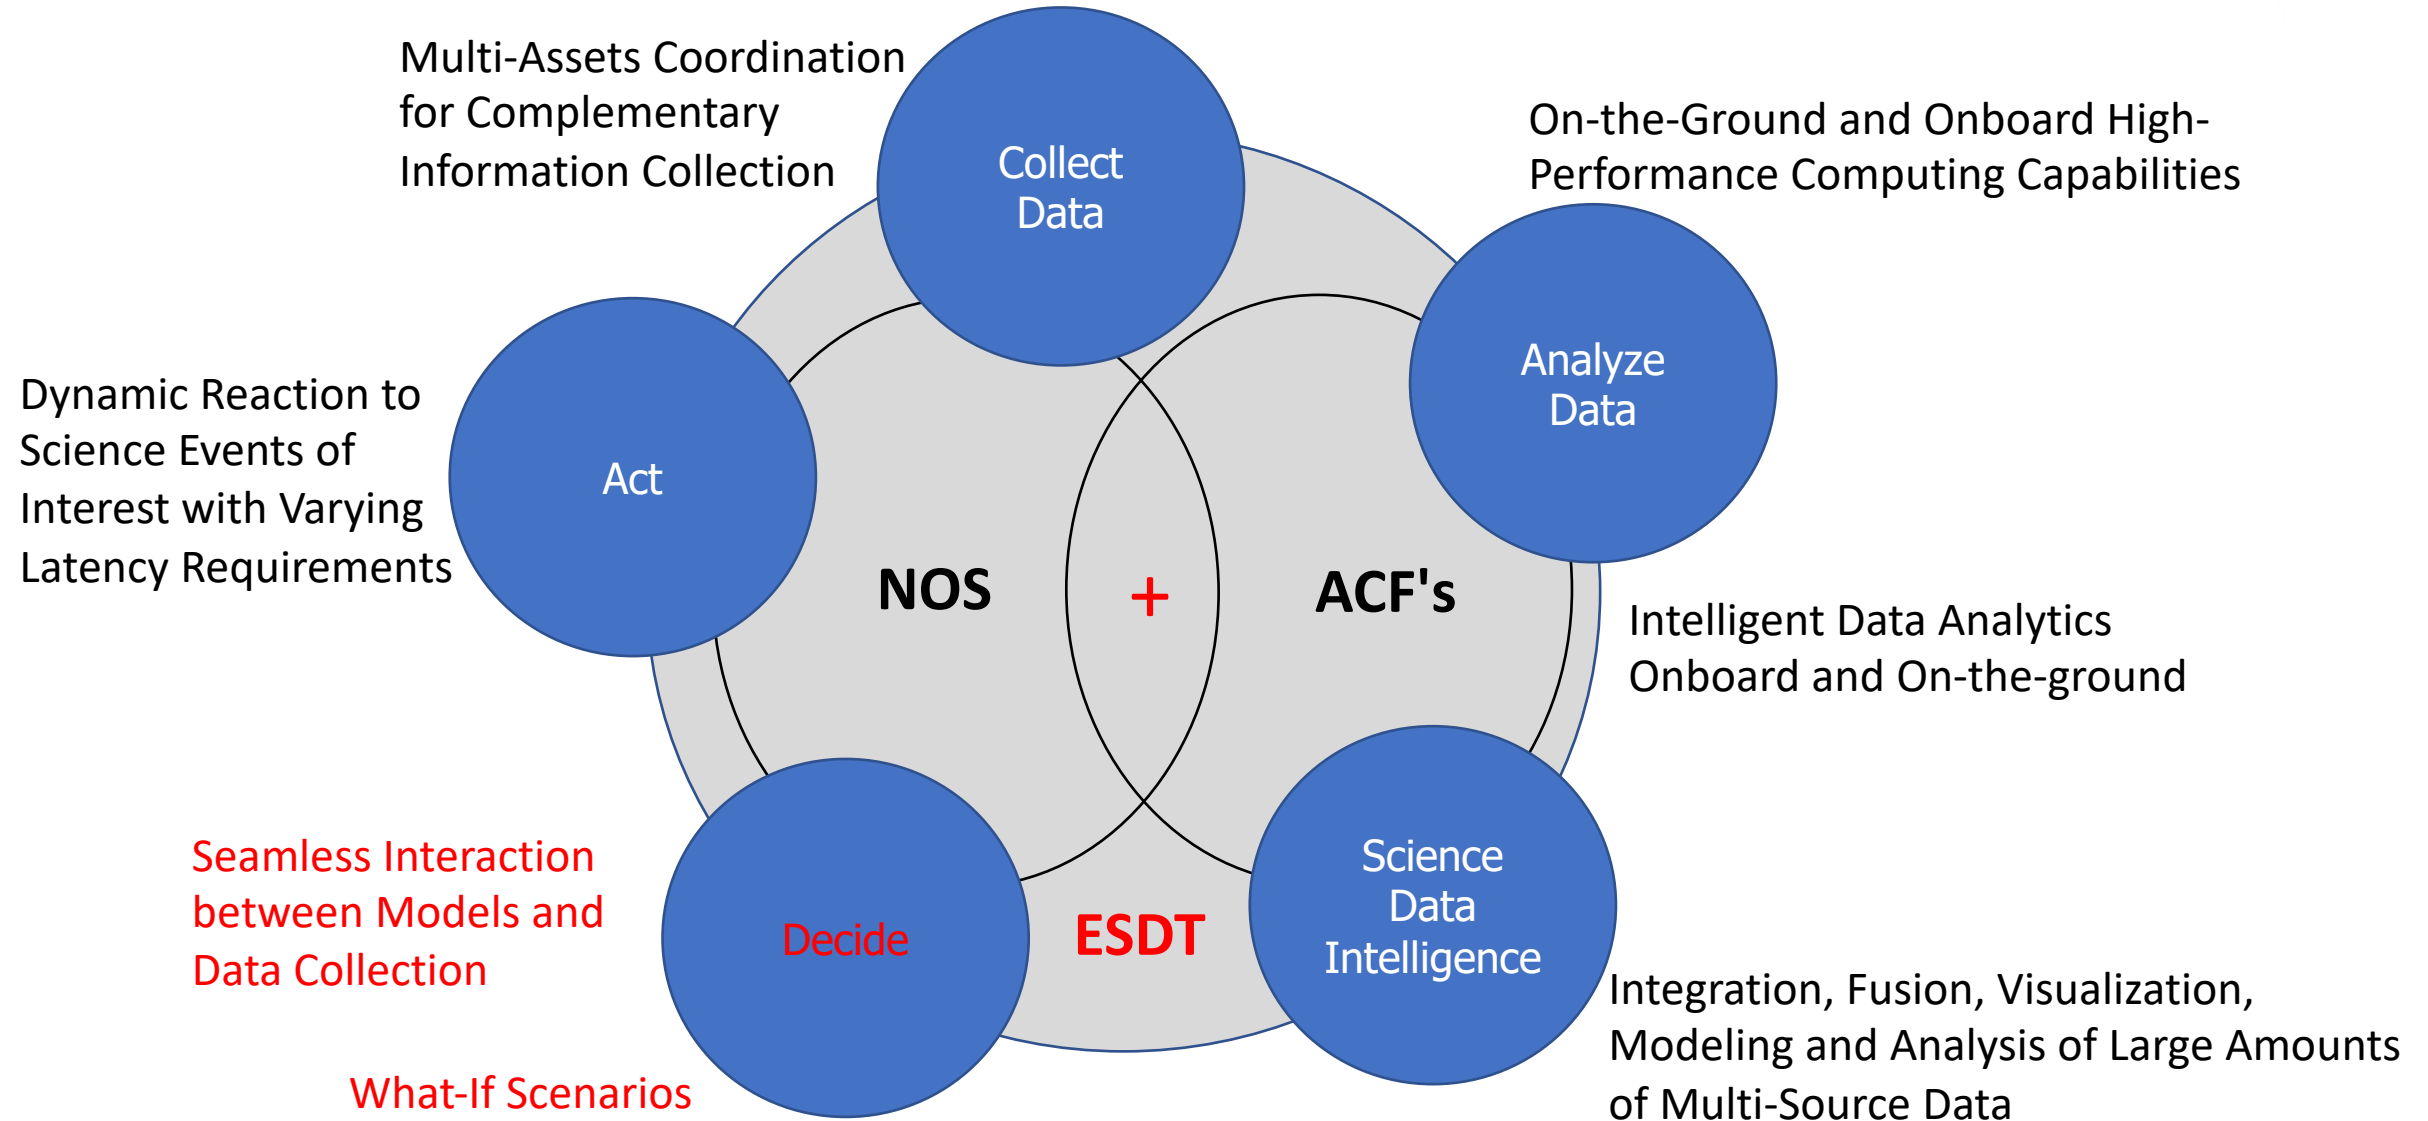 Multi-Assets Coordination
for Complementary
Information Collection
Collect
Data
On-the-Ground and Onboard High-
Performance Computing Capabilities
Analyze
Data
Dynamic Reaction to
Science Events of
Interest with Varying
Latency Requirements
Act
NOS
+
ACF's
Intelligent Data Analytics
Onboard and On-the-ground
Seamless Interaction
between Models and
Data Collection
Decide
ESDT
Science
Data
Intelligence
What-If Scenarios
Integration, Fusion, Visualization,
Modeling and Analysis of Large Amounts
of Multi-Source Data